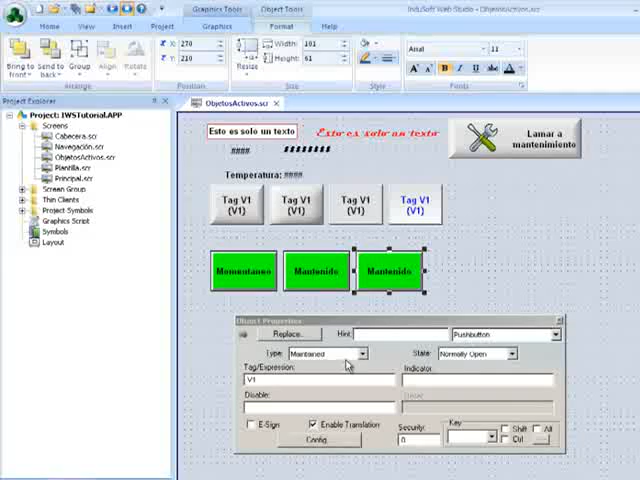 Graphics Tools
Object Tools
InduSoft Web Studio - ObjetosActivos.scr
Home
View
Insert
Project
Graphics
Format
Help
X: 270
Width: 101
Arial
11
Y: 210
Height: 61
Bring to front
Send to back
Group
Align
Rotate
Resize
A A B I U abc A
Arrange
Position
Size
Style
Font
Project Explorer
ObjetosActivos.scr
Project: IWSTutorial.APP
Screens
Cabecera.scr
Navegación.scr
ObjetosActivos.scr
Plantilla.scr
Principal.scr
Screen Group
Thin Clients
Project Symbols
Graphics Script
Symbols
Layout
Esto es solo un texto
Esto es solo un texto
Lamar a mantenimiento
####
########
Temperatura: ####
Tag V1 (V1)
Tag V1 (V1)
Tag V1 (V1)
Tag V1 (V1)
Momentaneo
Mantenido
Mantenido
Object Properties
Replace...
Hint:
Pushbutton
Type:
Maintained
State:
Normally Open
Tag/Expression:
Indicator:
V1
Disable:
E-Sign
Enable Translation
Security:
Key
Shift
Alt
Config...
0
Ctrl
...